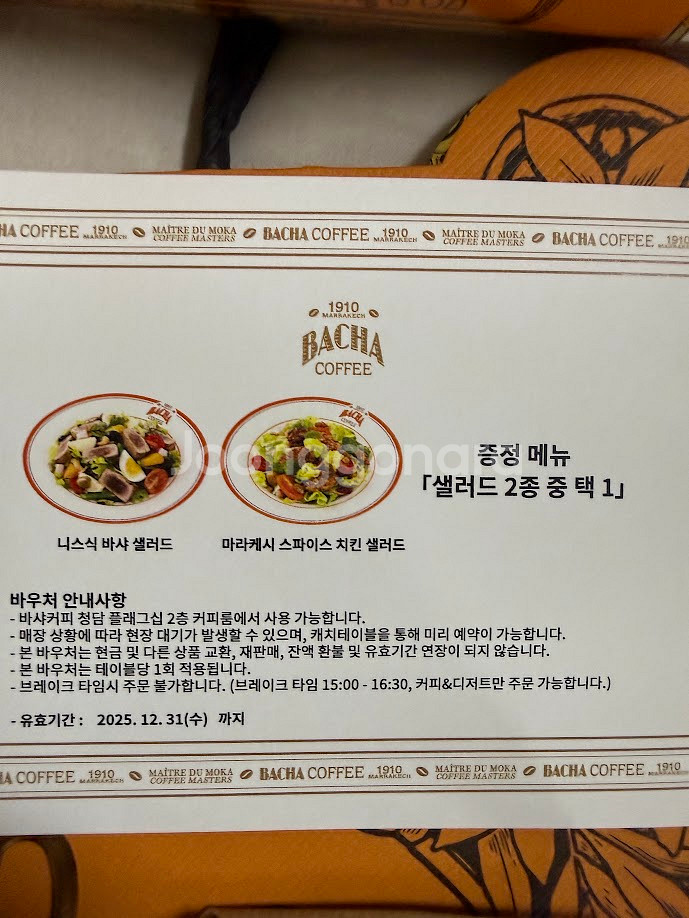 BACHA COFFEE 1910 MARRAKECH MAÎTRE DU MOKA COFFEE MASTERS BACHA COFFEE 1910 MARRAKECH MAÎTRE DU MOKA COFFEE MASTERS BACHA COFFEE 1910
1910
MARRAKECH
BACHA
COFFEE
BACHA
COFFEE
BACHA
COFFEE
Joonggongna
증정 메뉴
「샐러드 2종 중 택 1」
니스식 바샤 샐러드
마라케시 스파이스 치킨 샐러드
바우처 안내사항
- 바샤커피 청담 플래그십 2층 커피룸에서 사용 가능합니다.
- 매장 상황에 따라 현장 대기가 발생할 수 있으며, 캐치테이블을 통해 미리 예약이 가능합니다.
- 본 바우처는 현금 및 다른 상품 교환, 재판매, 잔액 환불 및 유효기간 연장이 되지 않습니다.
- 본 바우처는 테이블당 1회 적용됩니다.
- 브레이크 타임시 주문 불가합니다. (브레이크 타임 15:00 - 16:30, 커피&디저트만 주문 가능합니다.)
- 유효기간 : 2025. 12. 31(수) 까지
HA COFFEE 1910 MARRAKECH MAÎTRE DU MOKA COFFEE MASTERS BACHA COFFEE 1910 MARRAKECH MAÎTRE DU MOKA COFFEE MASTERS BACHA COFFEE 1910